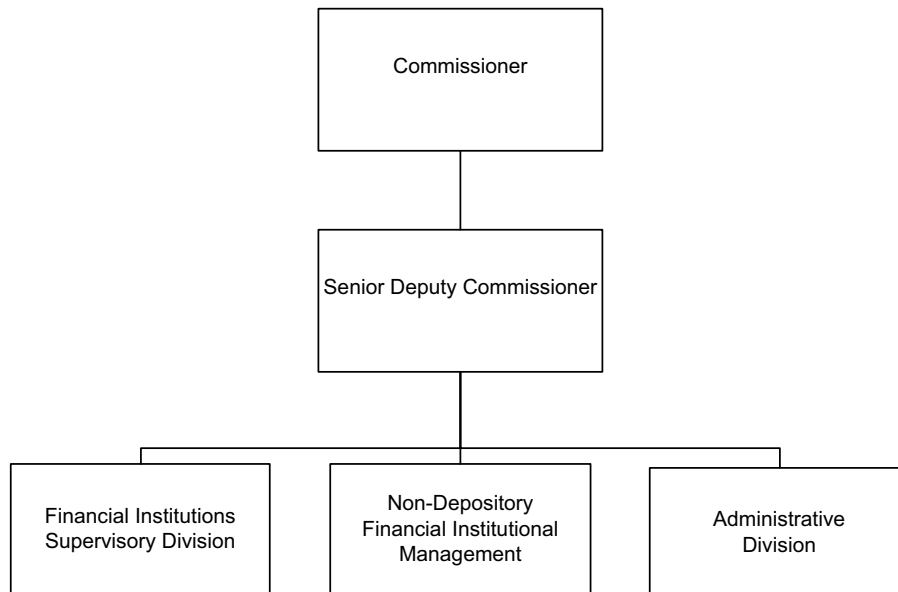 Commissioner
Senior Deputy Commissioner
Financial Institutions
Supervisory Division
Non-Depository
Financial Institutional
Management
Administrative
Division